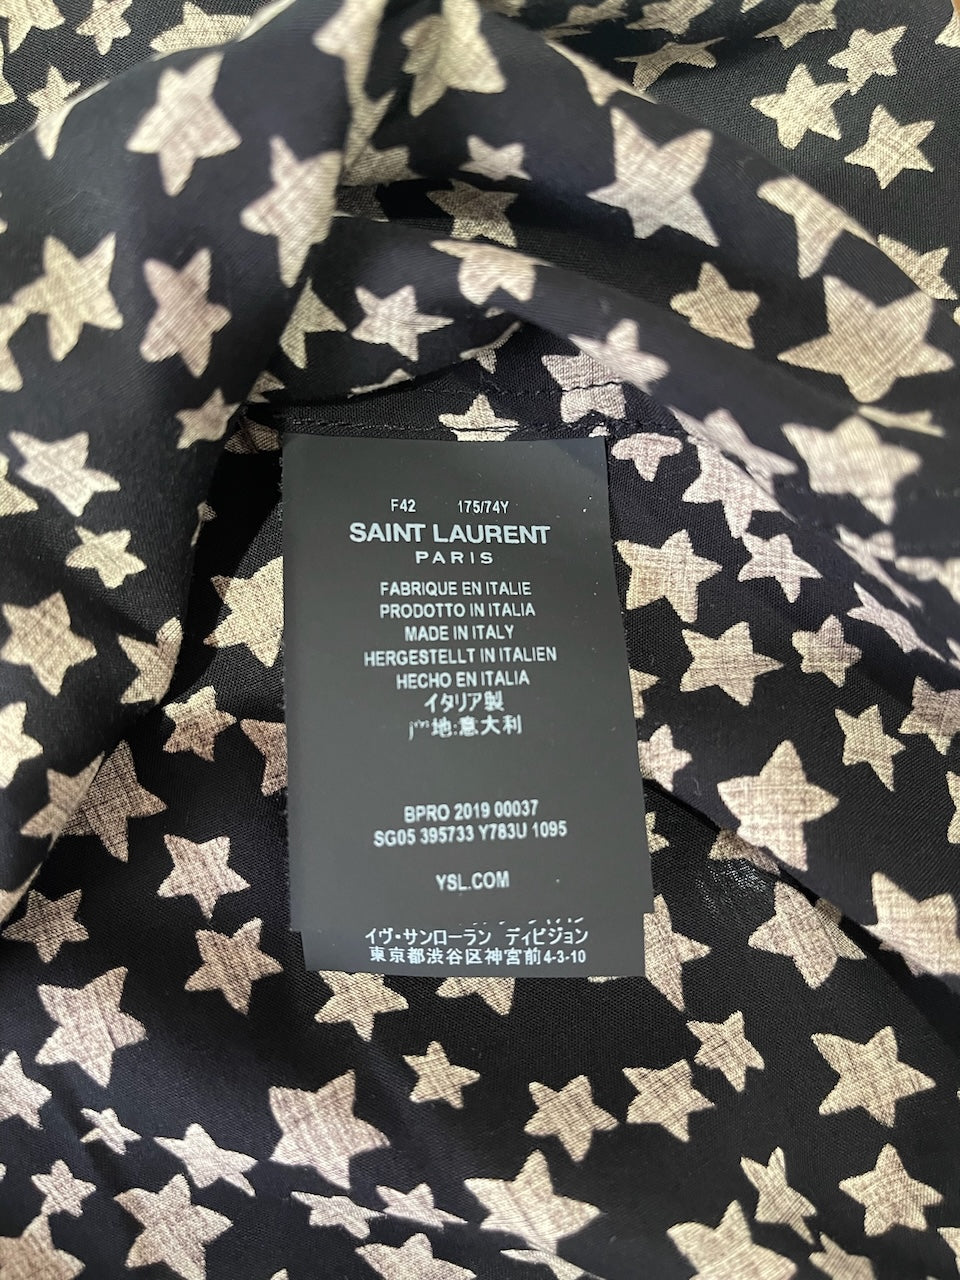 F42 175/74Y
SAINT LAURENT
PARIS
FABRIQUE EN ITALIE
PRODOTTO IN ITALIA
MADE IN ITALY
HERGESTELLT IN ITALIEN
HECHO EN ITALIA
イタリア製
地:意大利
BPRO 2019 00037
SG05 395733 Y783U 1095
YSL.COM
イヴ・サンローラン ディビジョン
東京都渋谷区神宮前4-3-10